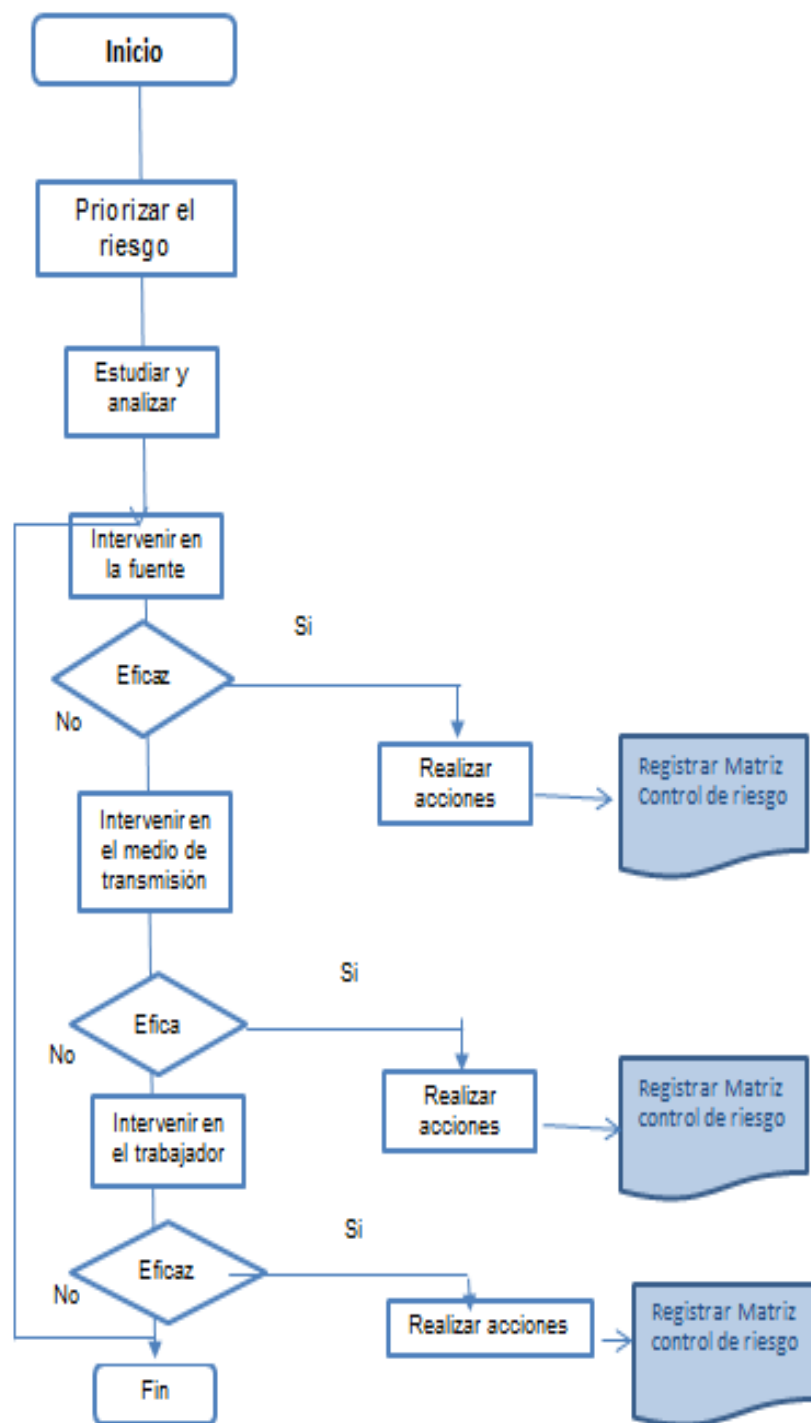 Inicio
Priorizar el
riesgo
Estudiar y
analizar
Intervenir en
la fuente
Si
Eficaz
No
Realizar
acciones
Registrar Matriz
Control de riesgo
Intervenir en
el medio de
transmisión
Si
Efica
No
Realizar
acciones
Registrar Matriz
control de riesgo
Intervenir en
el trabajador
Si
Eficaz
No
Realizar acciones
Registrar Matriz
control de riesgo
Fin